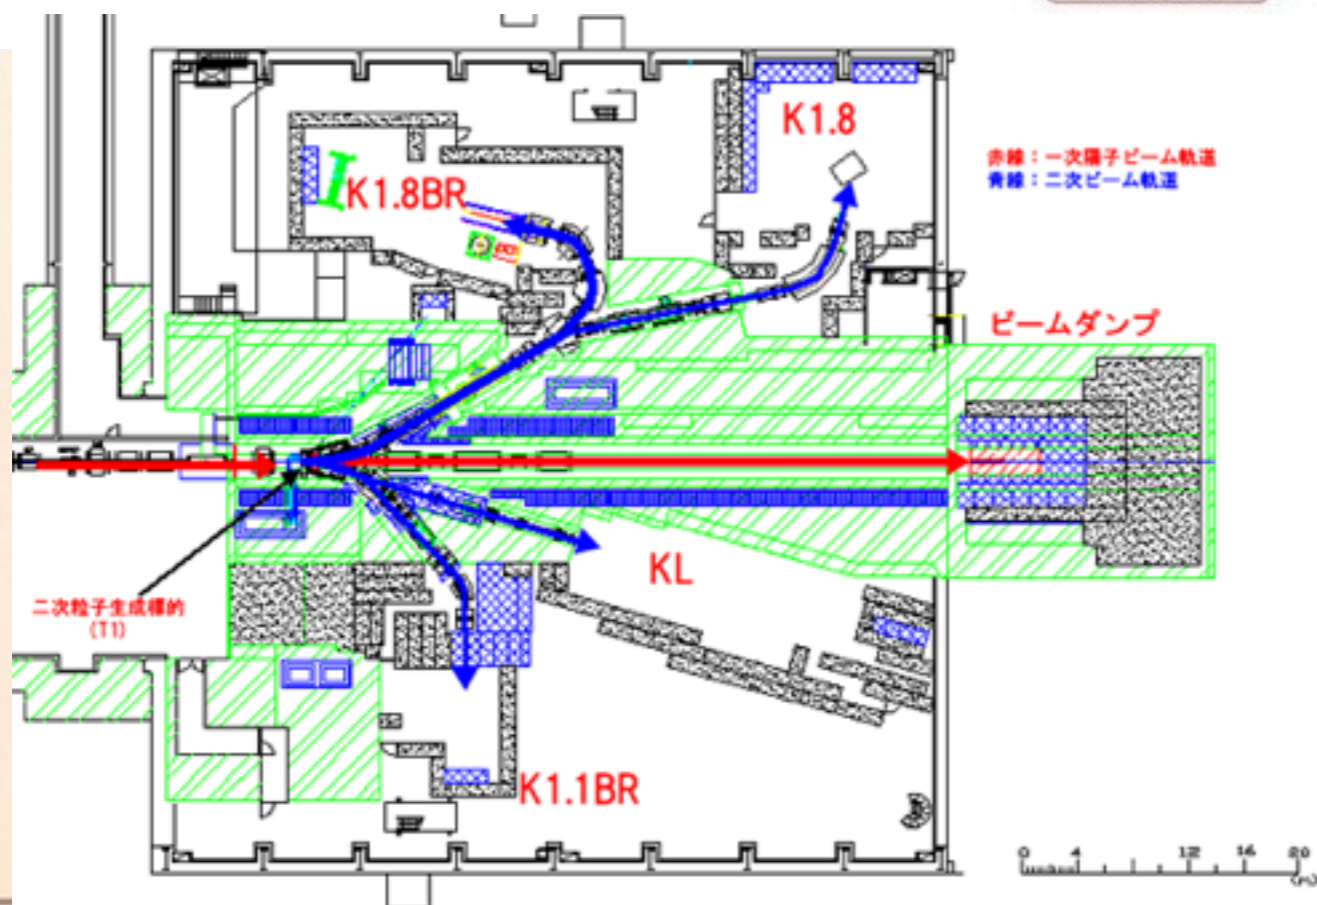 K1.8
赤線：一次陽子ビーム軌道
青線：二次ビーム軌道
K1.8BR
ビームダンプ
KL
二次粒子生成標的
(T1)
K1.1BR
0 4 12 16 20
(m)